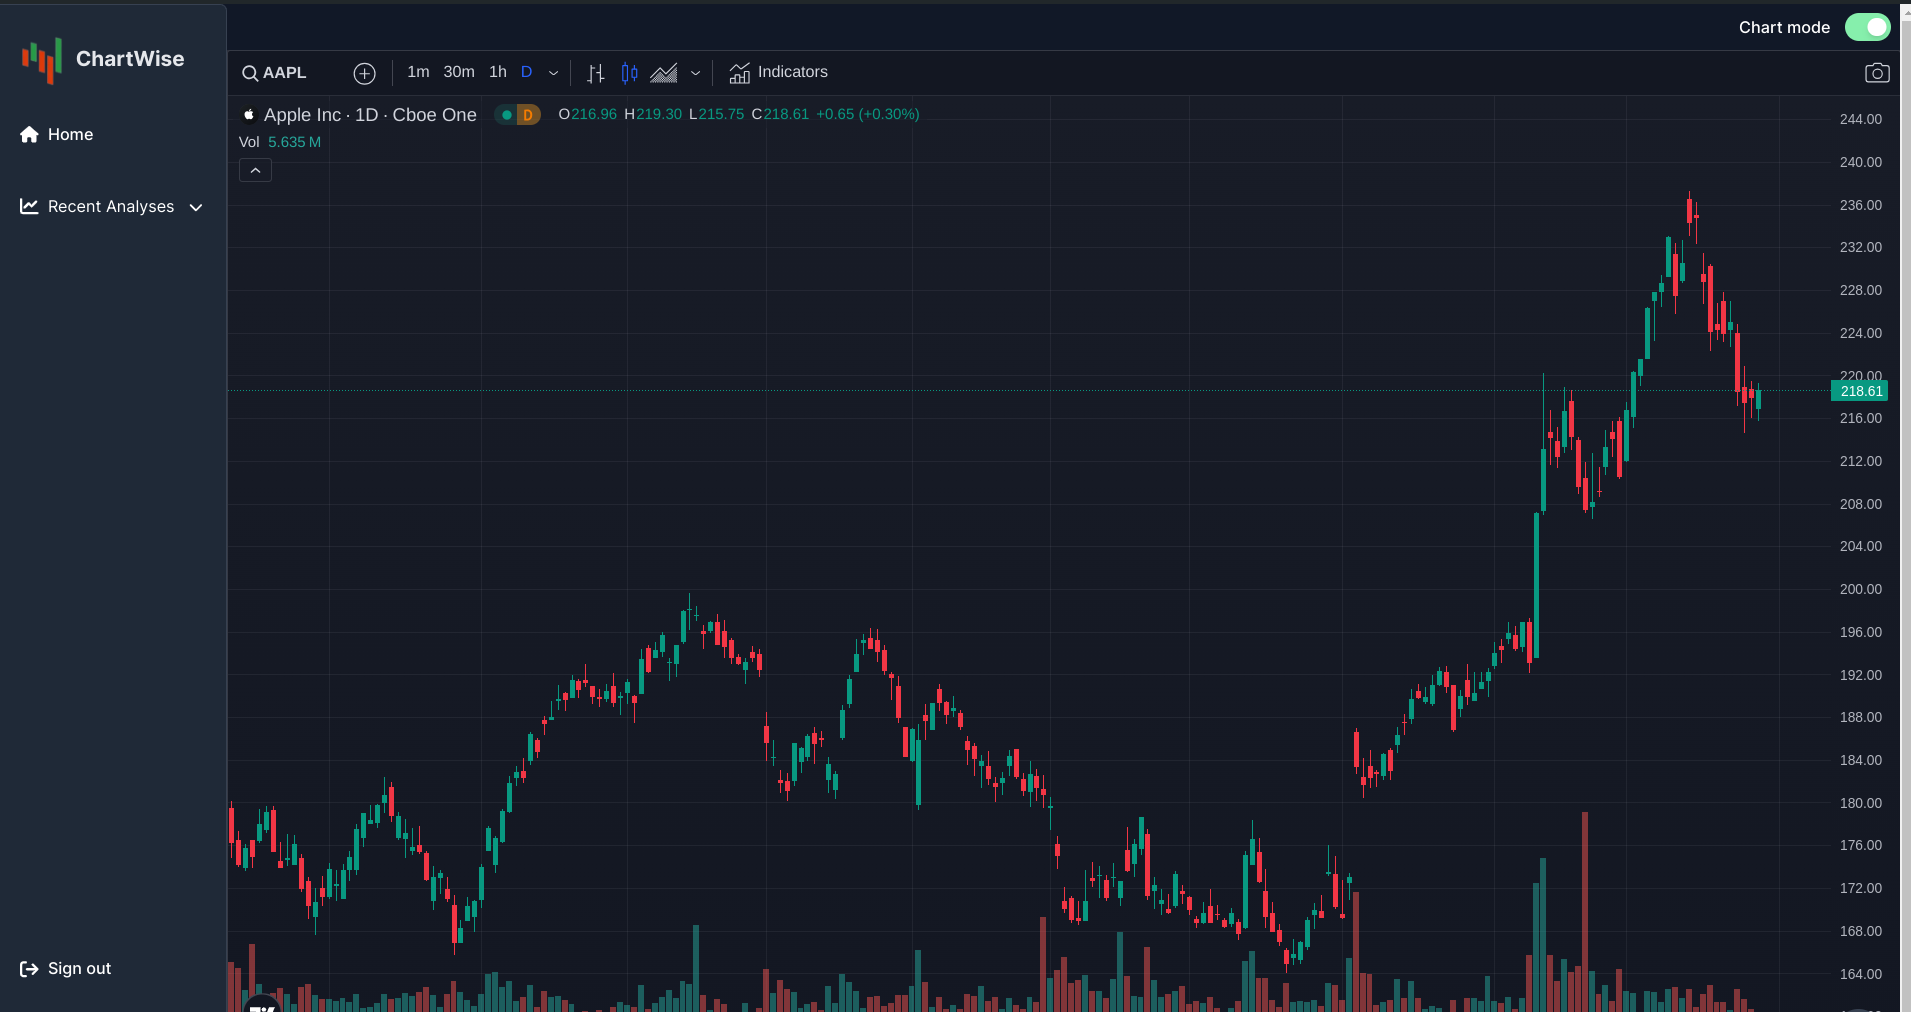 ChartWise
Home
Recent Analyses
Sign out
Chart mode
AAPL 1m 30m 1h D Indicators
Apple Inc · 1D · Cboe One D O216.96 H219.30 L215.75 C218.61 +0.65 (+0.30%)
Vol 5.635 M
244.00
240.00
236.00
232.00
228.00
224.00
220.00
218.61
216.00
212.00
208.00
204.00
200.00
196.00
192.00
188.00
184.00
180.00
176.00
172.00
168.00
164.00